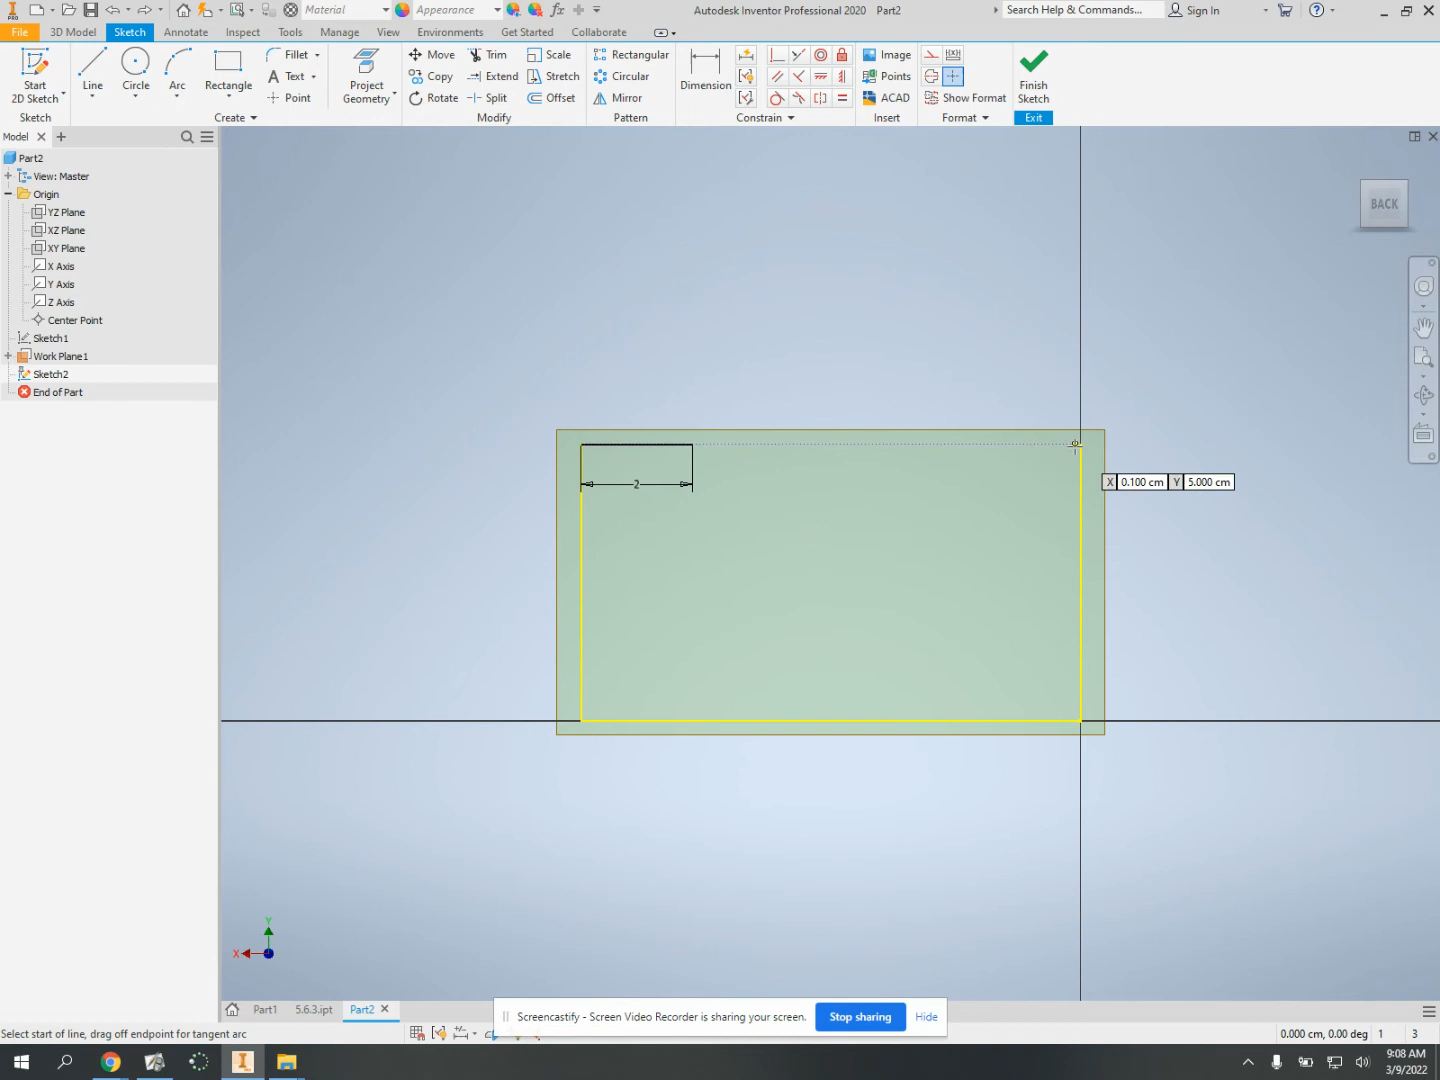 PRO
Material
Appearance
Autodesk Inventor Professional 2020 Part2
Search Help & Commands...
Sign In
File
3D Model
Sketch
Annotate
Inspect
Tools
Manage
View
Environments
Get Started
Collaborate
Start
2D Sketch
Line
Circle
Arc
Rectangle
Fillet
Text
Point
Project
Geometry
Move
Copy
Rotate
Trim
Extend
Split
Scale
Stretch
Offset
Rectangular
Circular
Mirror
Dimension
Image
Points
ACAD
Show Format
Finish
Sketch
Sketch
Create
Modify
Pattern
Constrain
Insert
Format
Exit
Model
Part2
View: Master
Origin
YZ Plane
XZ Plane
XY Plane
X Axis
Y Axis
Z Axis
Center Point
Sketch1
Work Plane1
Sketch2
End of Part
BACK
2
X 0.100 cm Y 5.000 cm
Y
X
Part1
5.6.3.ipt
Part2
Screencastify - Screen Video Recorder is sharing your screen.
Stop sharing
Hide
Select start of line, drag off endpoint for tangent arc
0.000 cm, 0.00 deg 1 3
9:08 AM
3/9/2022